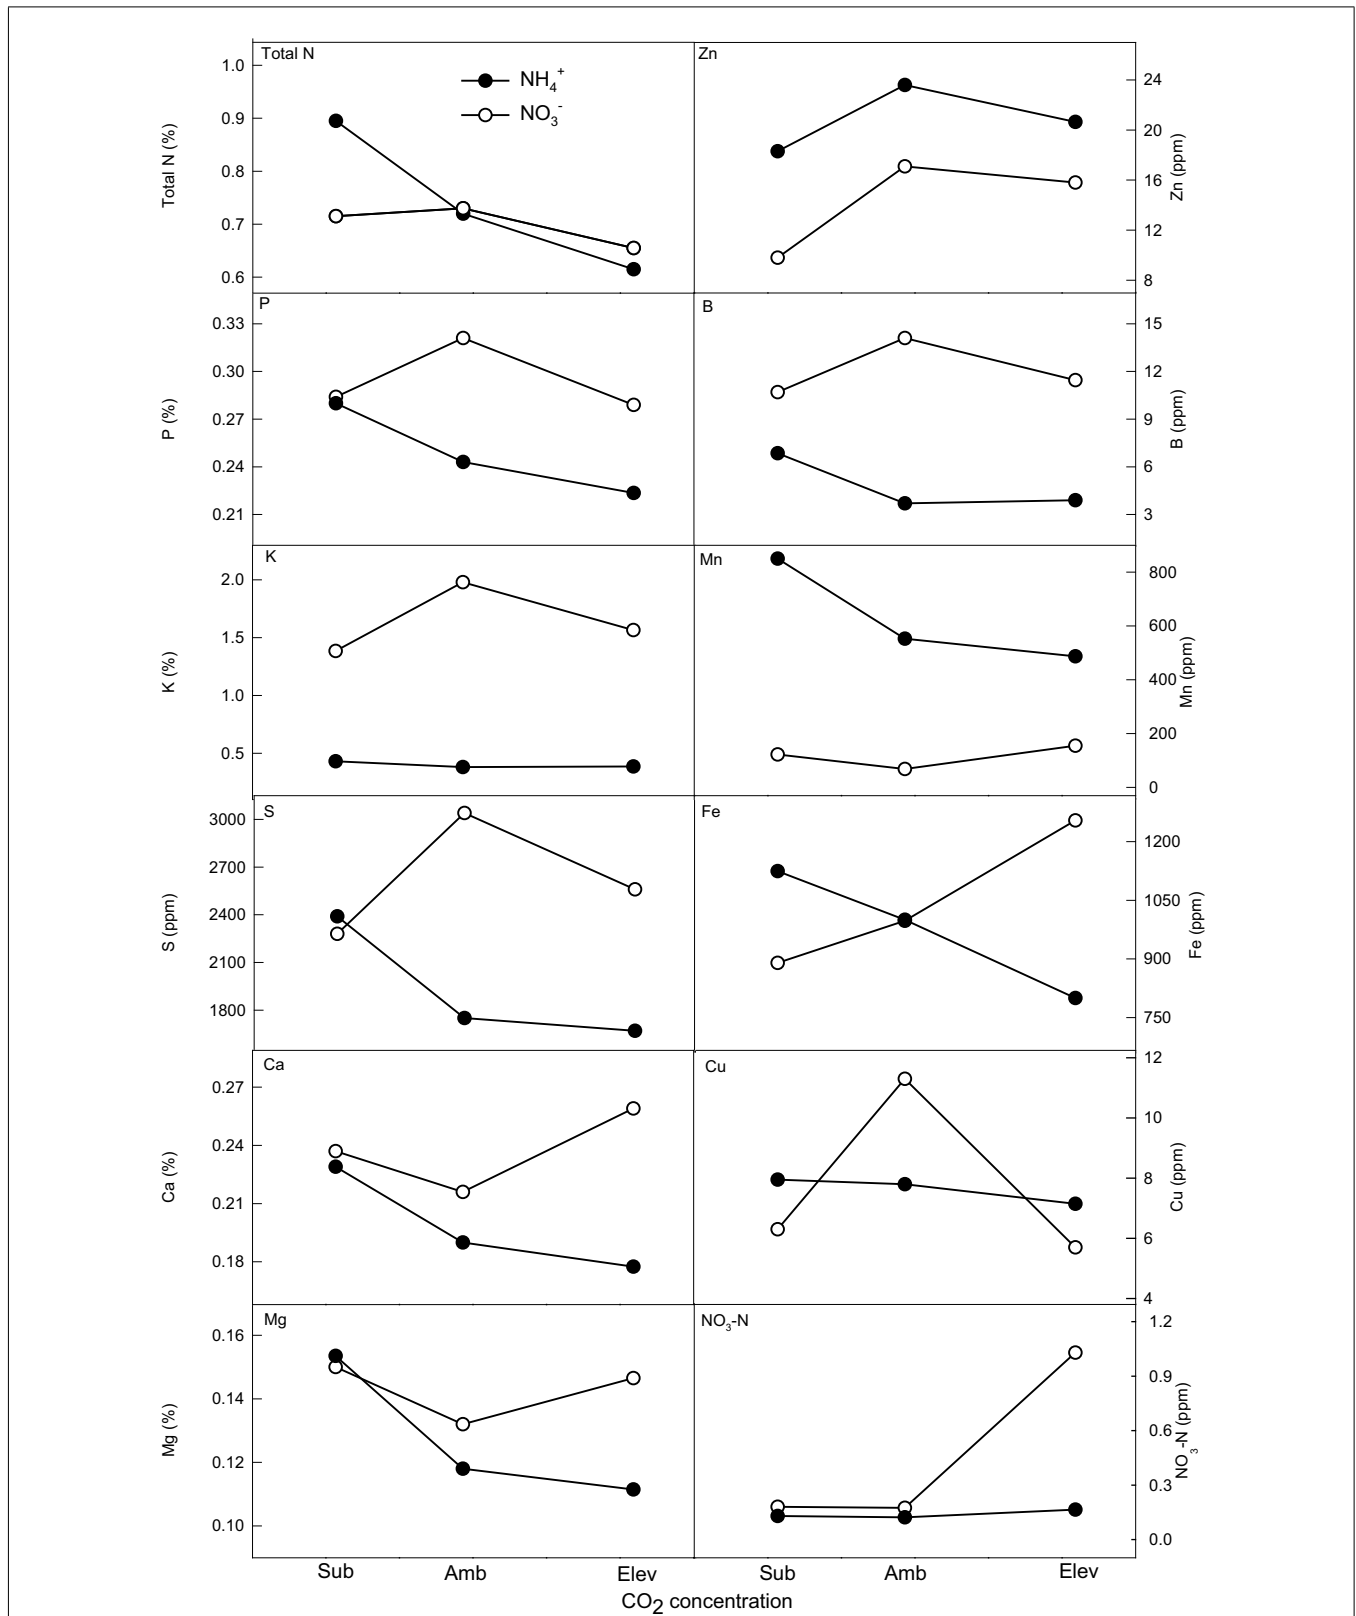 Total N
NH4+
NO3-
1.0
0.9
0.8
0.7
0.6
Total N (%)
Zn
24
20
16
12
8
Zn (ppm)
P
0.33
0.30
0.27
0.24
0.21
P (%)
B
15
12
9
6
3
B (ppm)
K
2.0
1.5
1.0
0.5
K (%)
Mn
800
600
400
200
0
Mn (ppm)
S
3000
2700
2400
2100
1800
S (ppm)
Fe
1200
1050
900
750
Fe (ppm)
Ca
0.27
0.24
0.21
0.18
Ca (%)
Cu
12
10
8
6
4
Cu (ppm)
Mg
0.16
0.14
0.12
0.10
Mg (%)
NO3-N
1.2
0.9
0.6
0.3
0.0
NO3-N (ppm)
Sub Amb Elev Sub Amb Elev
CO2 concentration